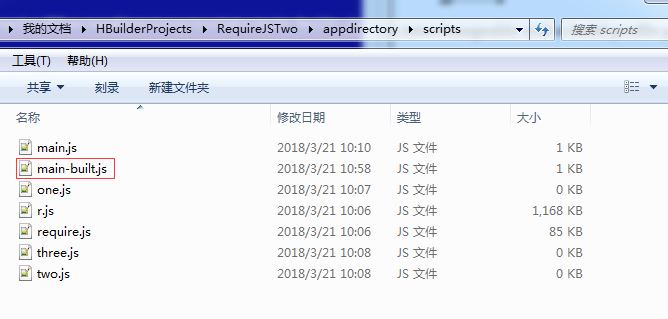 我的文档 HBuilderProjects RequireJSTwo appdirectory scripts 搜索 scripts
工具(T) 帮助(H)
共享 刻录 新建文件夹
名称 修改日期 类型 大小
main.js 2018/3/21 10:10 JS 文件 1 KB
main-built.js 2018/3/21 10:58 JS 文件 1 KB
one.js 2018/3/21 10:07 JS 文件 0 KB
r.js 2018/3/21 10:06 JS 文件 1,168 KB
require.js 2018/3/21 10:06 JS 文件 85 KB
three.js 2018/3/21 10:08 JS 文件 0 KB
two.js 2018/3/21 10:08 JS 文件 0 KB